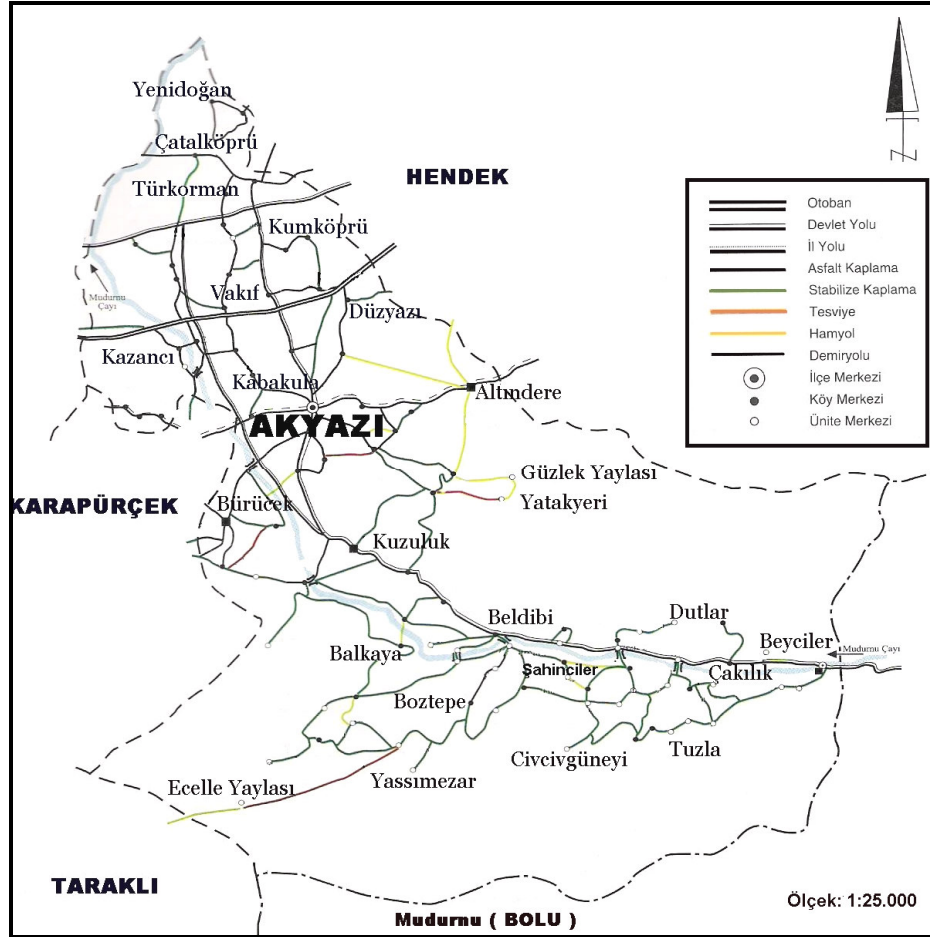 Yenidoğan
Çatalköprü
HENDEK
Türkorman
Kumköprü
Mudurnu
Çayı
Vakıf
Düzyazı
Kazancı
Kabakula
Altındere
AKYAZI
Güzlek Yaylası
KARAPÜRÇEK
Bürücek
Yatakyeri
Kuzuluk
Beldibi
Dutlar
Beyciler
Mudurnu Çayı
Balkaya
Şahinciler
Çakılık
Boztepe
Civcivgüneyi
Tuzla
Yassımezar
Ecelle Yaylası
TARAKLI
Mudurnu ( BOLU )
Ölçek: 1:25.000
N
Otoban
Devlet Yolu
İl Yolu
Asfalt Kaplama
Stabilize Kaplama
Tesviye
Hamyol
Demiryolu
İlçe Merkezi
Köy Merkezi
Ünite Merkezi